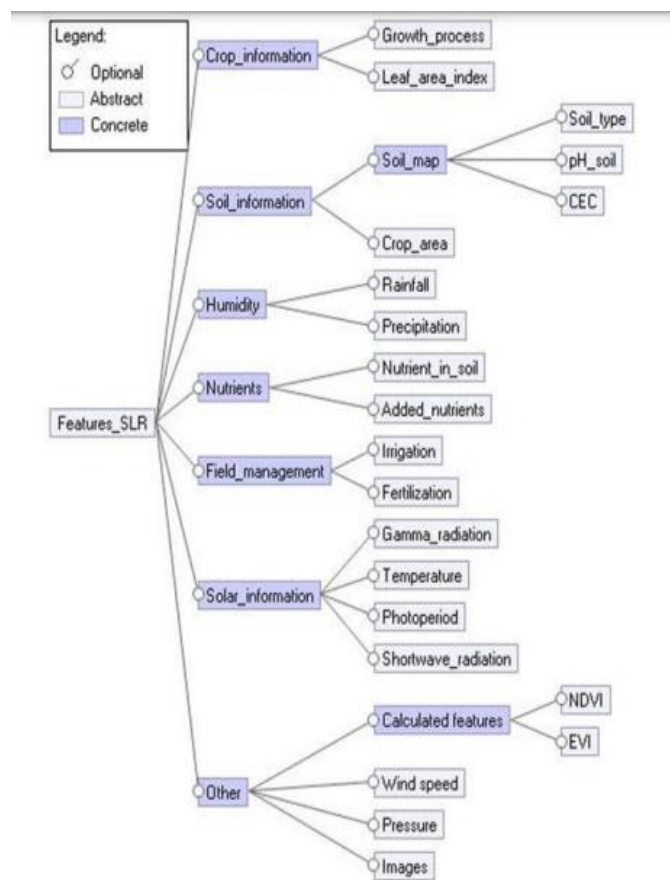 Legend:
Optional
Abstract
Concrete
Crop_information
Growth_process
Leaf_area_index
Soil_information
Soil_map
Soil_type
pH_soil
CEC
Crop_area
Humidity
Rainfall
Precipitation
Nutrients
Nutrient_in_soil
Added_nutrients
Features_SLR
Field_management
Irrigation
Fertilization
Solar_information
Gamma_radiation
Temperature
Photoperiod
Shortwave_radiation
Other
Calculated features
NDVI
EVI
Wind speed
Pressure
Images